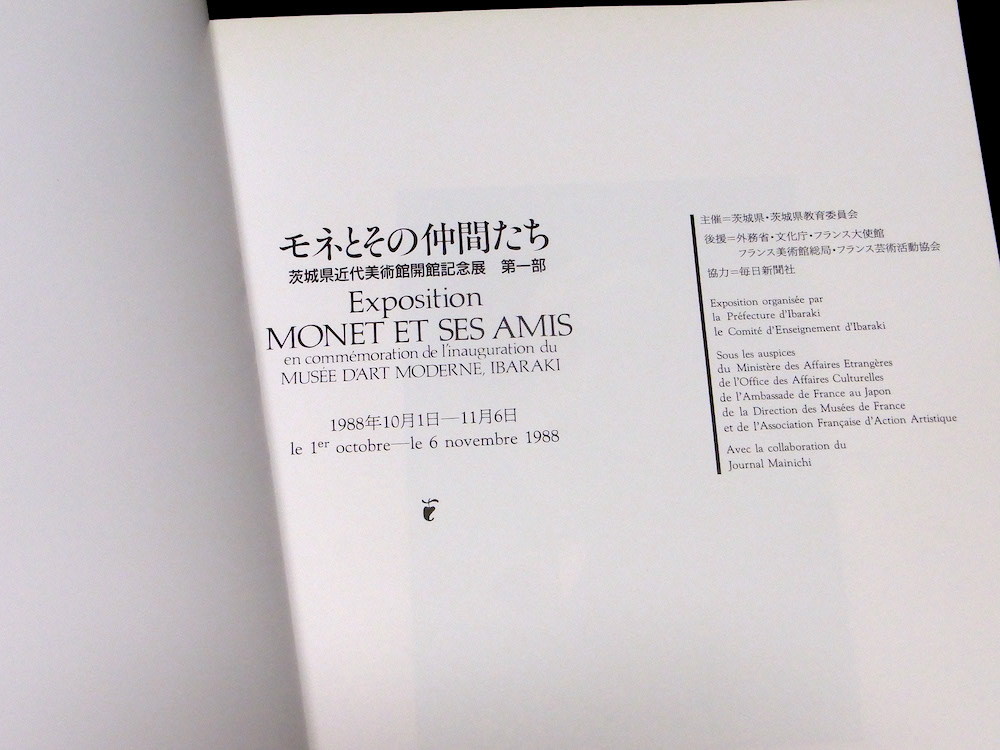 モネとその仲間たち
茨城県近代美術館開館記念展　第一部
Exposition
MONET ET SES AMIS
en commémoration de l'inauguration du
MUSÉE D'ART MODERNE, IBARAKI
1988年10月1日—11月6日
le 1er octobre—le 6 novembre 1988
主催＝茨城県・茨城県教育委員会
後援＝外務省・文化庁・フランス大使館
フランス美術館総局・フランス芸術活動協会
協力＝毎日新聞社
Exposition organisée par
la Préfecture d'Ibaraki
le Comité d'Enseignement d'Ibaraki
Sous les auspices
du Ministère des Affaires Etrangères
de l'Office des Affaires Culturelles
de l'Ambassade de France au Japon
de la Direction des Musées de France
et de l'Association Française d'Action Artistique
Avec la collaboration du
Journal Mainichi